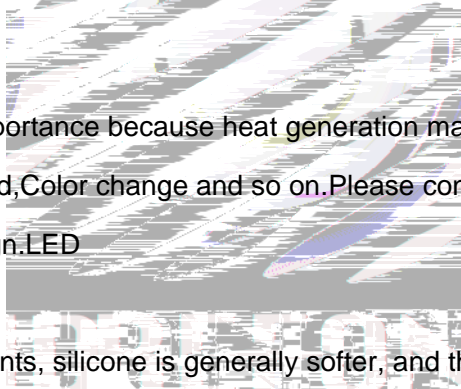 portance because heat generation ma
d,Color change and so on.Please con
n.LED
nts, silicone is generally softer, and th